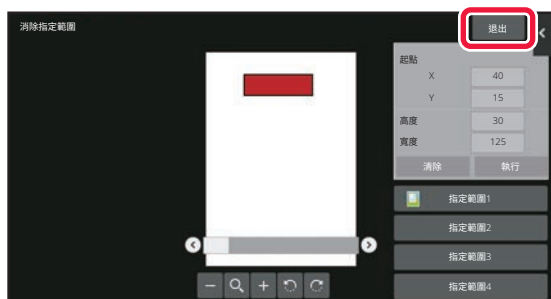 消除指定範圍
退出
起點
X 40
Y 15
高度 30
寬度 125
清除 執行
指定範圍1
指定範圍2
指定範圍3
指定範圍4